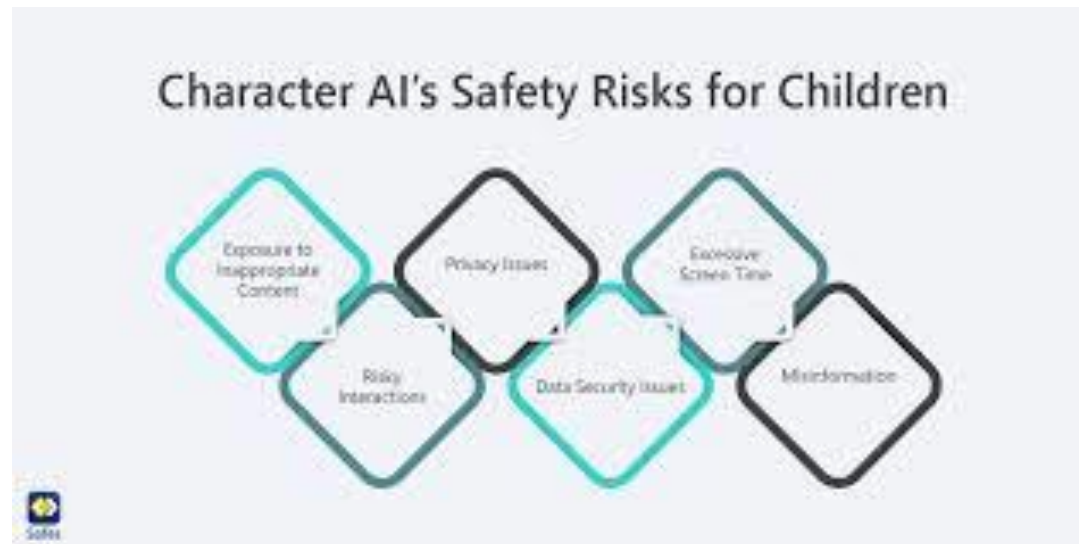 Character AI's Safety Risks for Children
Exposure to
Inappropriate
Content
Risky
Interactions
Privacy Issues
Data Security Issues
Excessive
Screen Time
Misinformation
Safes